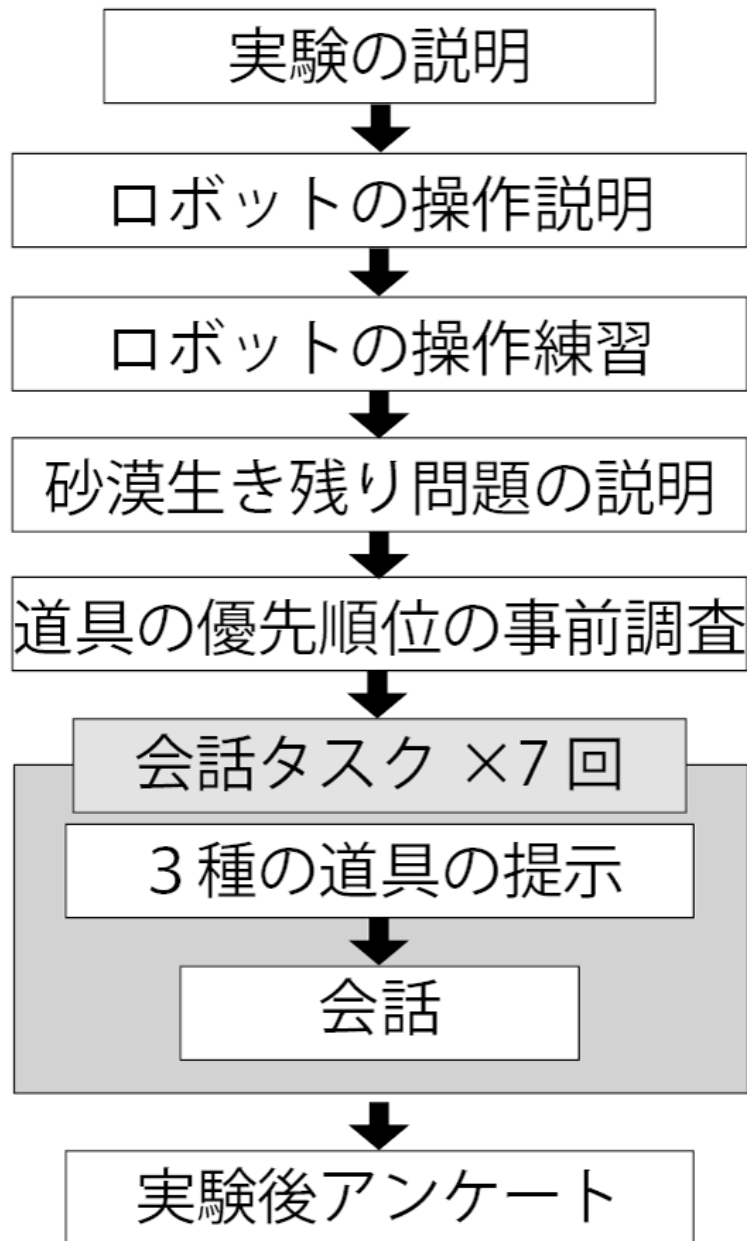 実験の説明
ロボットの操作説明
ロボットの操作練習
砂漠生き残り問題の説明
道具の優先順位の事前調査
会話タスク ×7 回
３種の道具の提示
会話
実験後アンケート